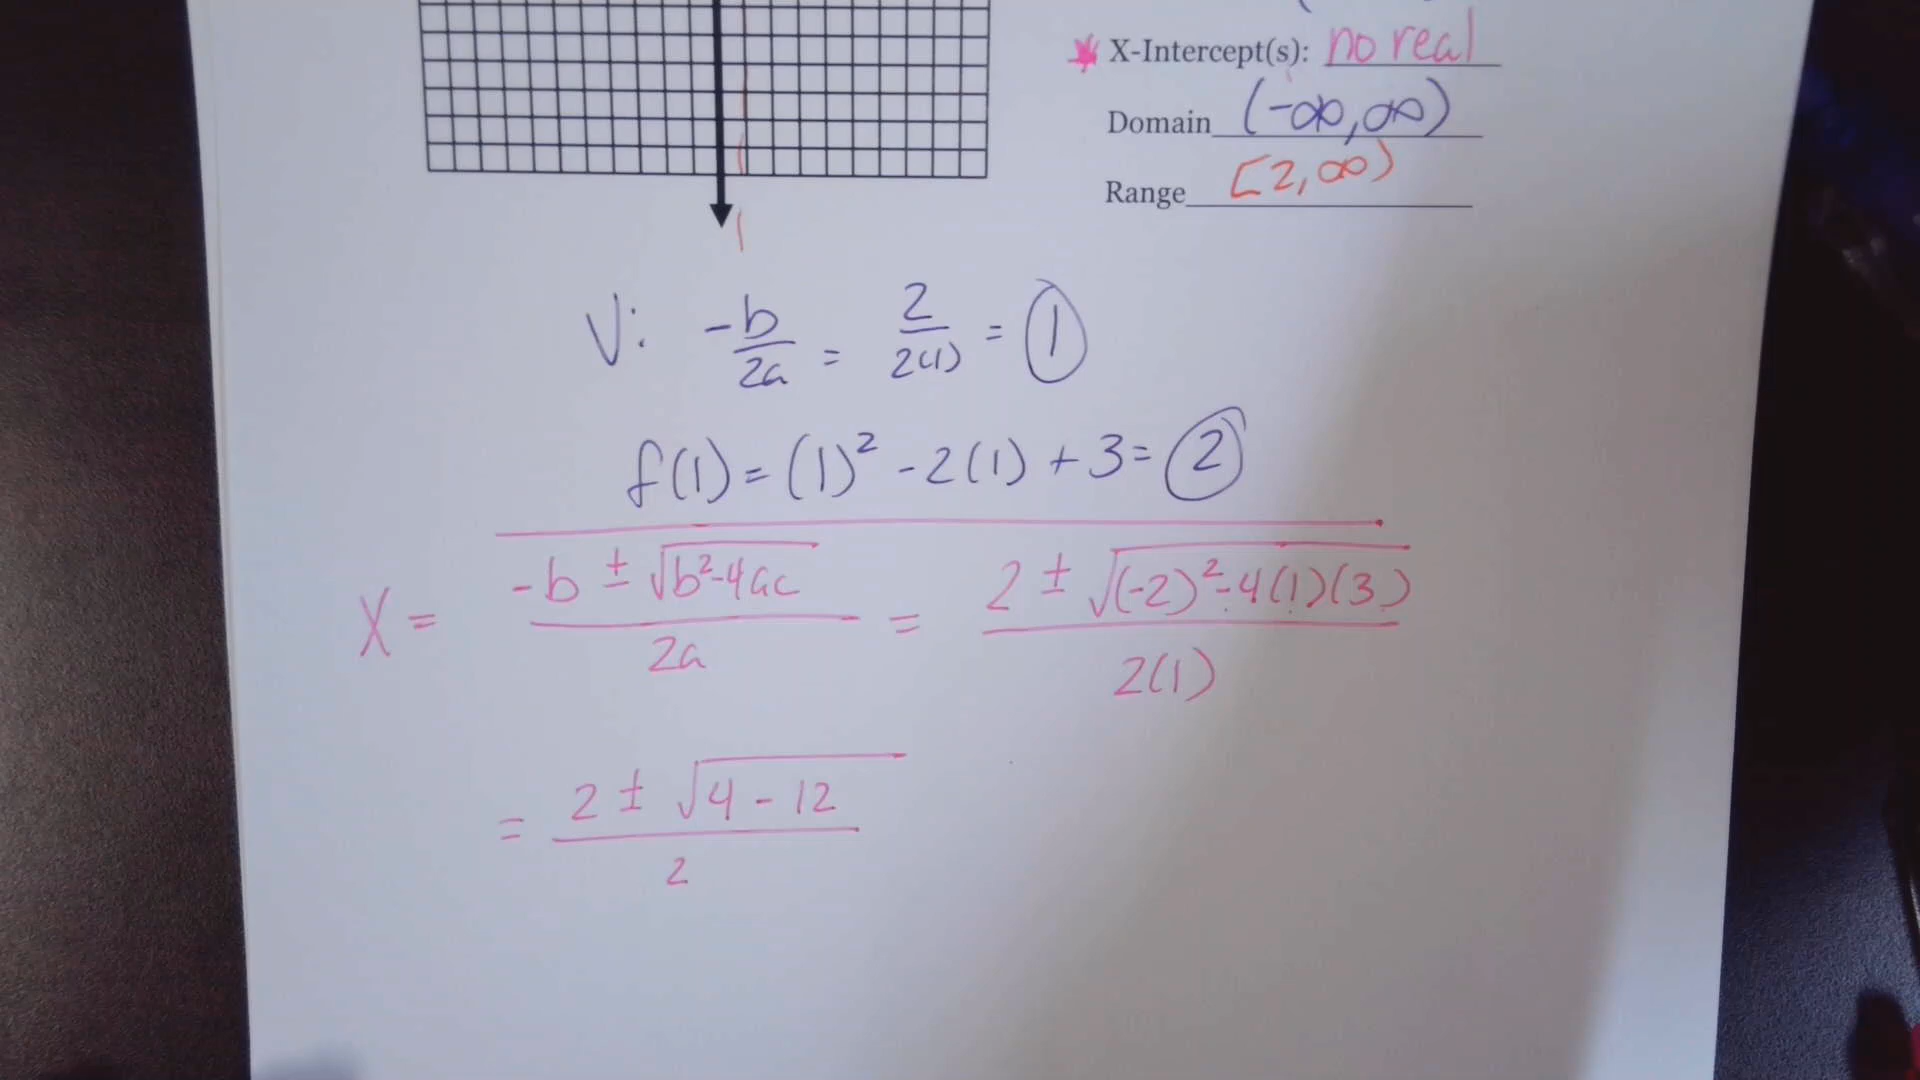 X-Intercept(s): no real
Domain (-∞,∞)
Range [2,∞)
V: -b/2a = 2/2(1) = 1
f(1) = (1)² - 2(1) + 3 = 2
X = -b ± √b²-4ac / 2a = 2 ± √(-2)²-4(1)(3) / 2(1)
= 2 ± √4 - 12 / 2